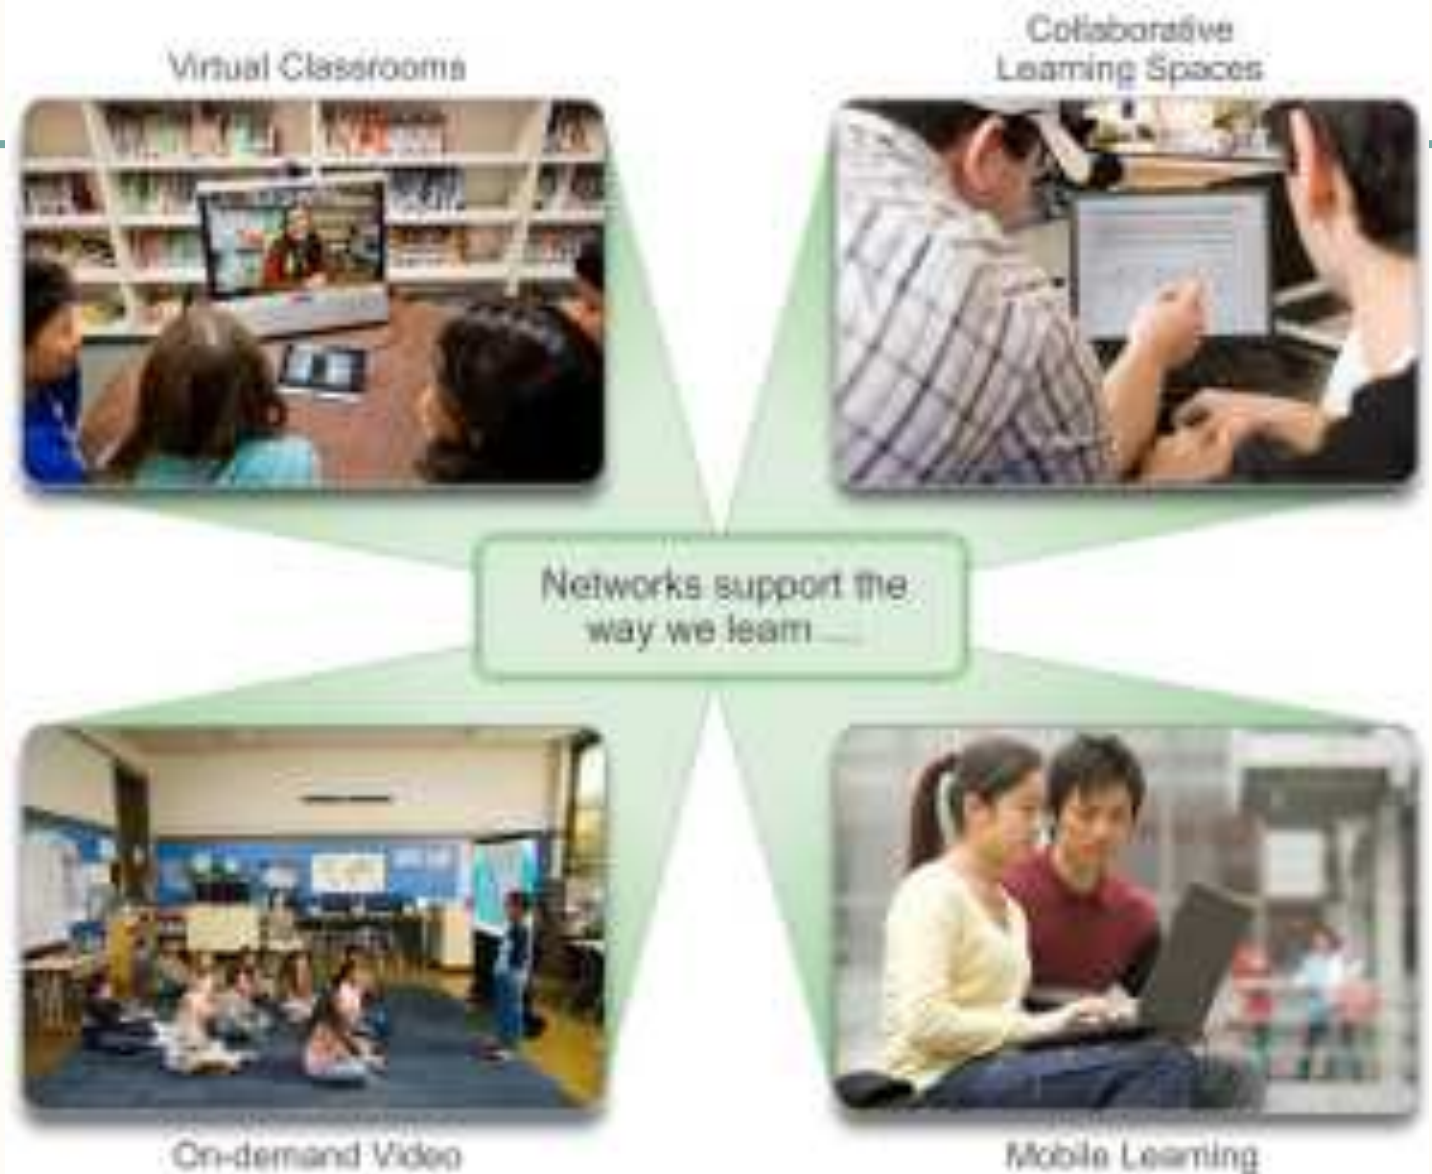 Virtual Classrooms
Collaborative
Learning Spaces
Networks support the
way we learn ....
On-demand Video
Mobile Learning